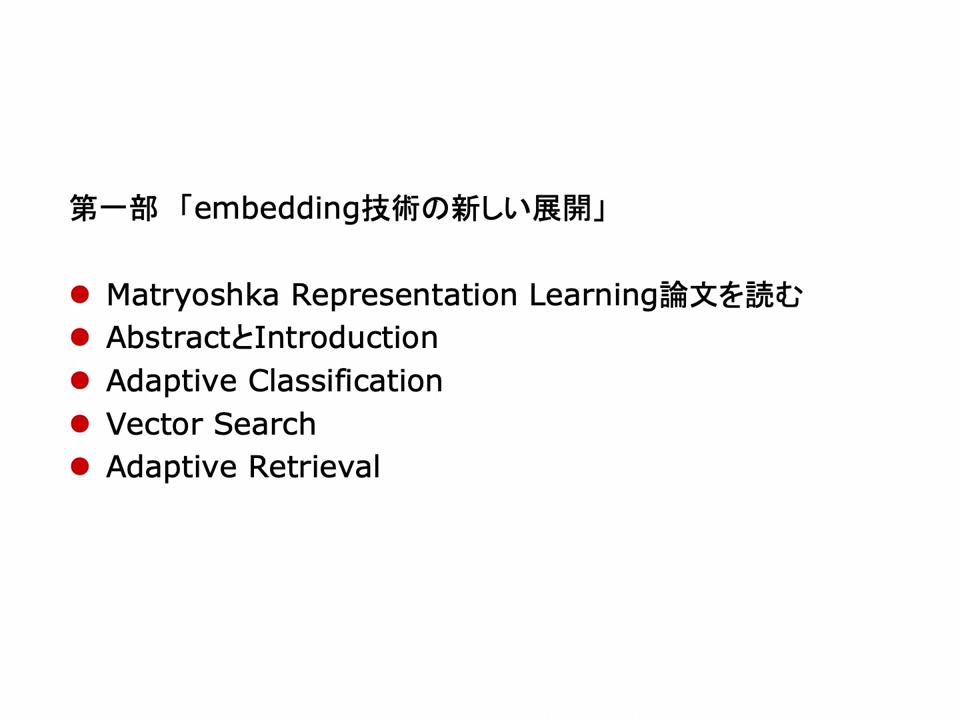 第一部 「embedding技術の新しい展開」
● Matryoshka Representation Learning論文を読む
● AbstractとIntroduction
● Adaptive Classification
● Vector Search
● Adaptive Retrieval